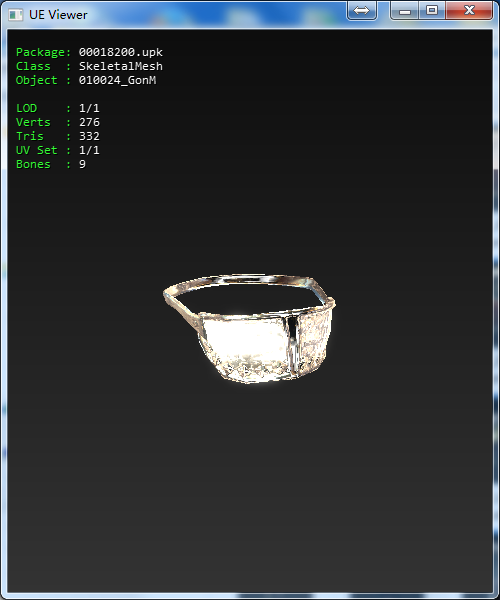 UE Viewer
Package: 00018200.upk
Class : SkeletalMesh
Object : 010024_GonM
LOD : 1/1
Verts : 276
Tris : 332
UV Set : 1/1
Bones : 9